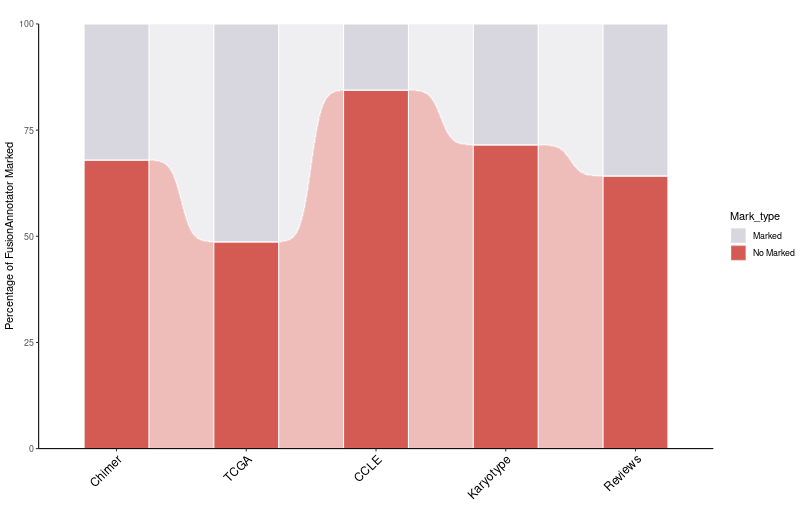 Percentage of FusionAnnotator Marked
100
75
50
25
0
Chimer
TCGA
CCLE
Karyotype
Reviews
Mark_type
Marked
No Marked